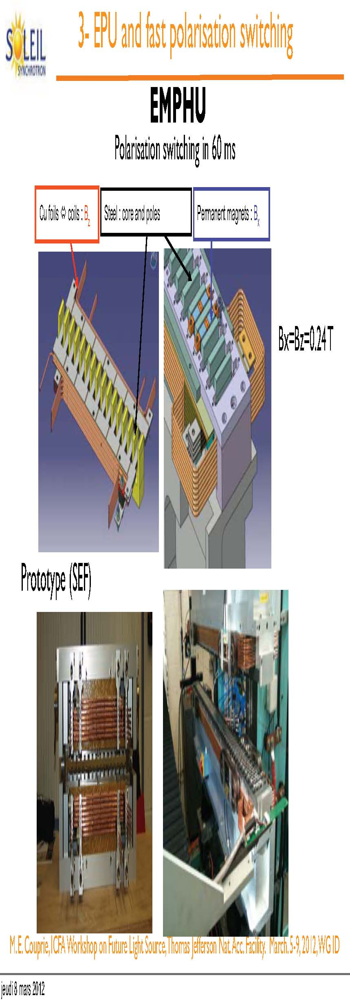 SOLEIL
SYNCHROTRON
3- EPU and fast polarisation switching
EMPHU
Polarisation switching in 60 ms
Cu foils ⇔ coils : Bz
Steel : core and poles
Permanent magnets : Bx
Bx=Bz=0.24 T
Prototype (SEF)
M. E. Couprie, ICFA Workshop on Future Light Source, Thomas Jefferson Nat. Acc. Facility. March. 5-9, 2012, WG ID
jeudi 8 mars 2012